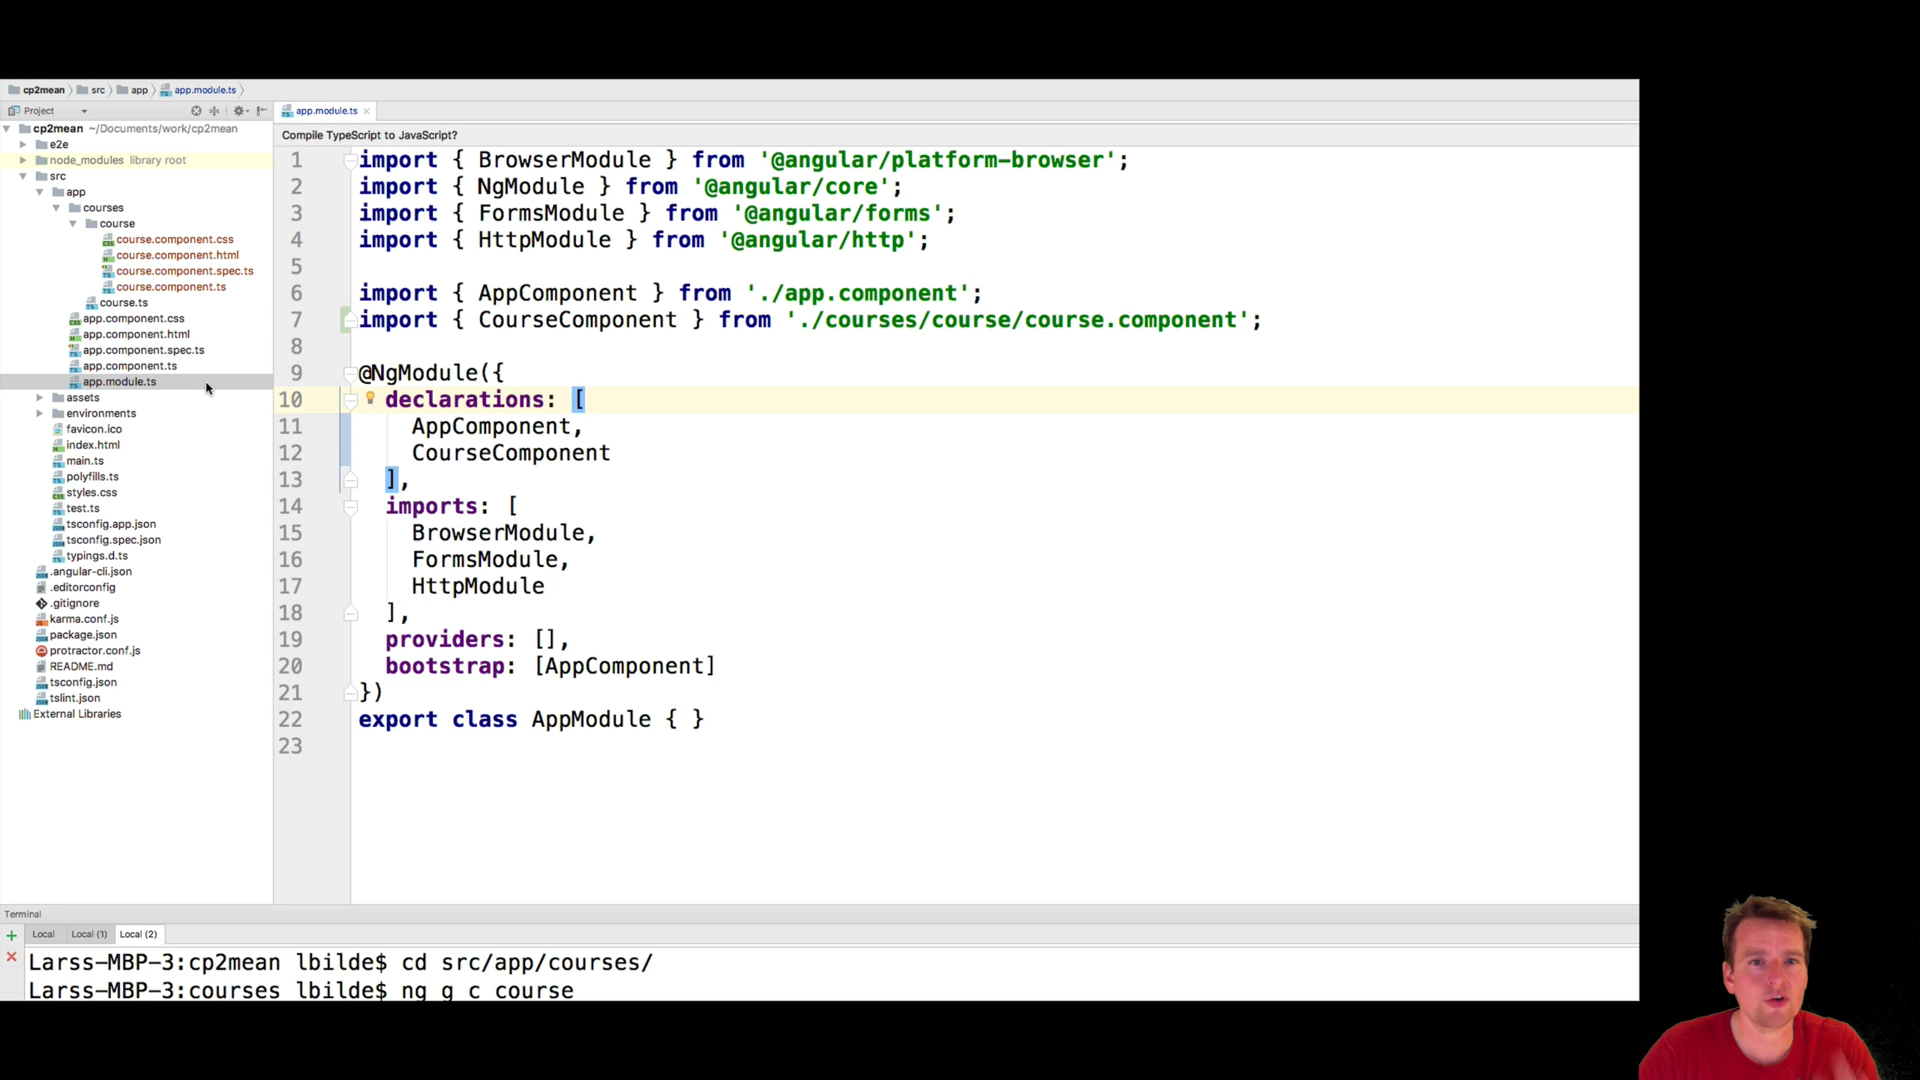 cp2mean src app app.module.ts
Project
app.module.ts
cp2mean ~/Documents/work/cp2mean
e2e
node_modules library root
src
app
courses
course
course.component.css
course.component.html
course.component.spec.ts
course.component.ts
course.ts
app.component.css
app.component.html
app.component.spec.ts
app.component.ts
app.module.ts
assets
environments
favicon.ico
index.html
main.ts
polyfills.ts
styles.css
test.ts
tsconfig.app.json
tsconfig.spec.json
typings.d.ts
.angular-cli.json
.editorconfig
.gitignore
karma.conf.js
package.json
protractor.conf.js
README.md
tsconfig.json
tslint.json
External Libraries
Compile TypeScript to JavaScript?
1 import { BrowserModule } from '@angular/platform-browser';
2 import { NgModule } from '@angular/core';
3 import { FormsModule } from '@angular/forms';
4 import { HttpModule } from '@angular/http';
5
6 import { AppComponent } from './app.component';
7 import { CourseComponent } from './courses/course/course.component';
8
9 @NgModule({
10 declarations: [
11 AppComponent,
12 CourseComponent
13 ],
14 imports: [
15 BrowserModule,
16 FormsModule,
17 HttpModule
18 ],
19 providers: [],
20 bootstrap: [AppComponent]
21 })
22 export class AppModule { }
23
Terminal
Local Local (1) Local (2)
Larss-MBP-3:cp2mean lbilde$ cd src/app/courses/
Larss-MBP-3:courses lbilde$ ng g c course